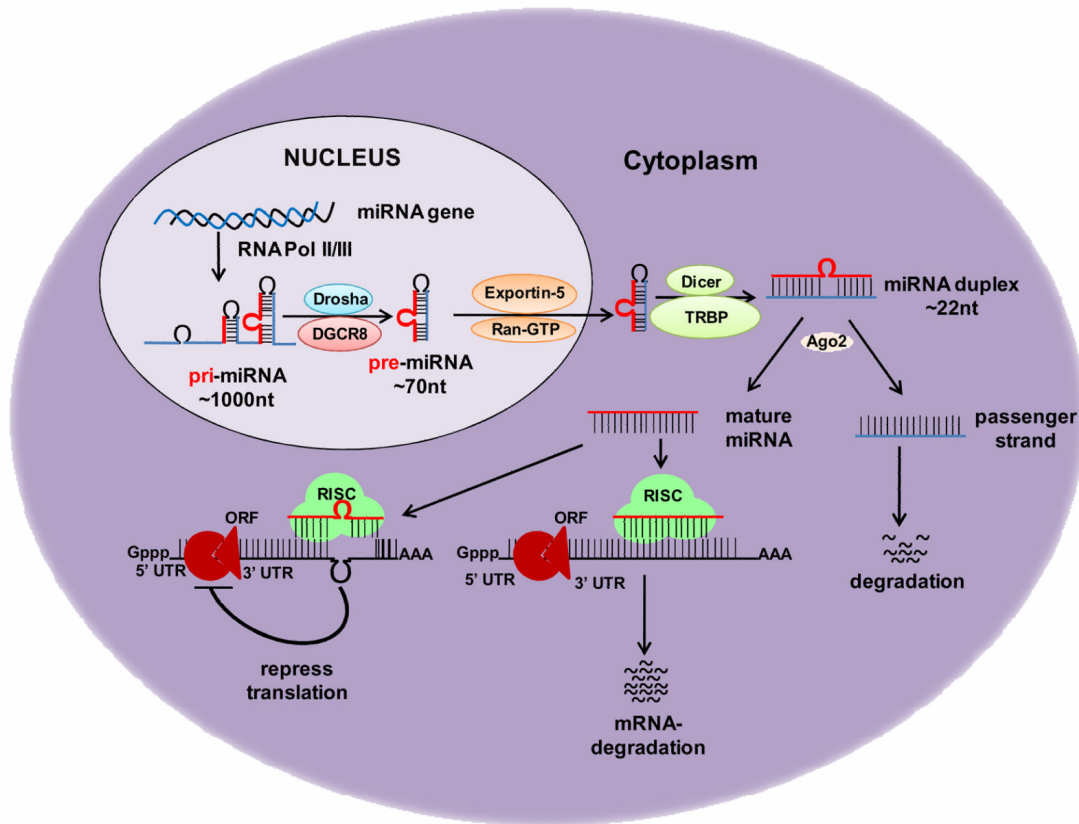 NUCLEUS
Cytoplasm
miRNA gene
RNA Pol II/III
Drosha
DGCR8
Exportin-5
Ran-GTP
Dicer
TRBP
miRNA duplex
~22nt
pri-miRNA
~1000nt
pre-miRNA
~70nt
Ago2
mature
miRNA
passenger
strand
RISC
ORF
Gppp
AAA
5' UTR
3' UTR
repress
translation
RISC
ORF
Gppp
AAA
5' UTR
3' UTR
mRNA-
degradation
degradation